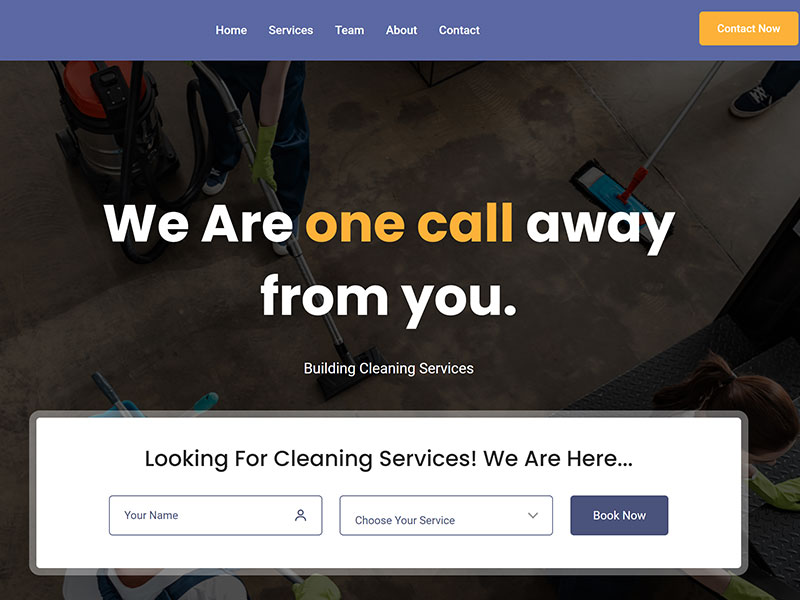 Home Services Team About Contact Contact Now
We Are one call away
from you.
Building Cleaning Services
Looking For Cleaning Services! We Are Here...
Your Name Choose Your Service Book Now